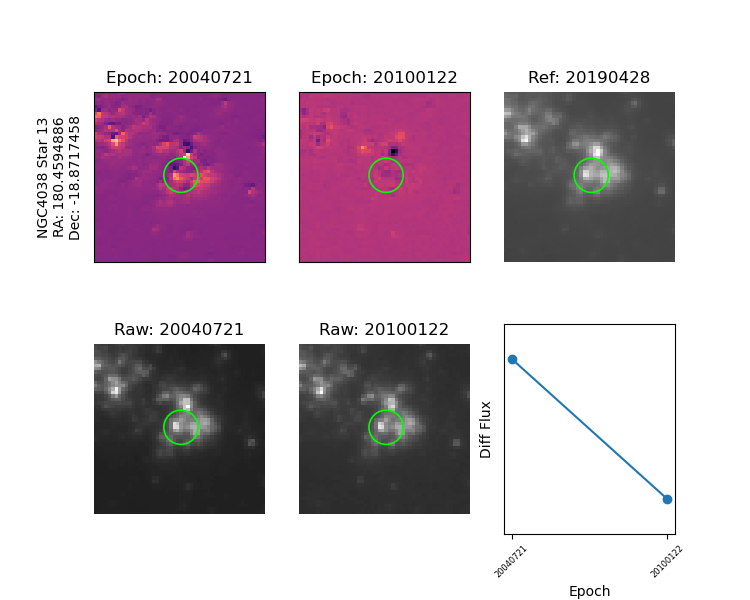 Epoch: 20040721
Epoch: 20100122
Ref: 20190428
NGC4038 Star 13
RA: 180.4594886
Dec: -18.8717458
Raw: 20040721
Raw: 20100122
Diff Flux
20040721
20100122
Epoch